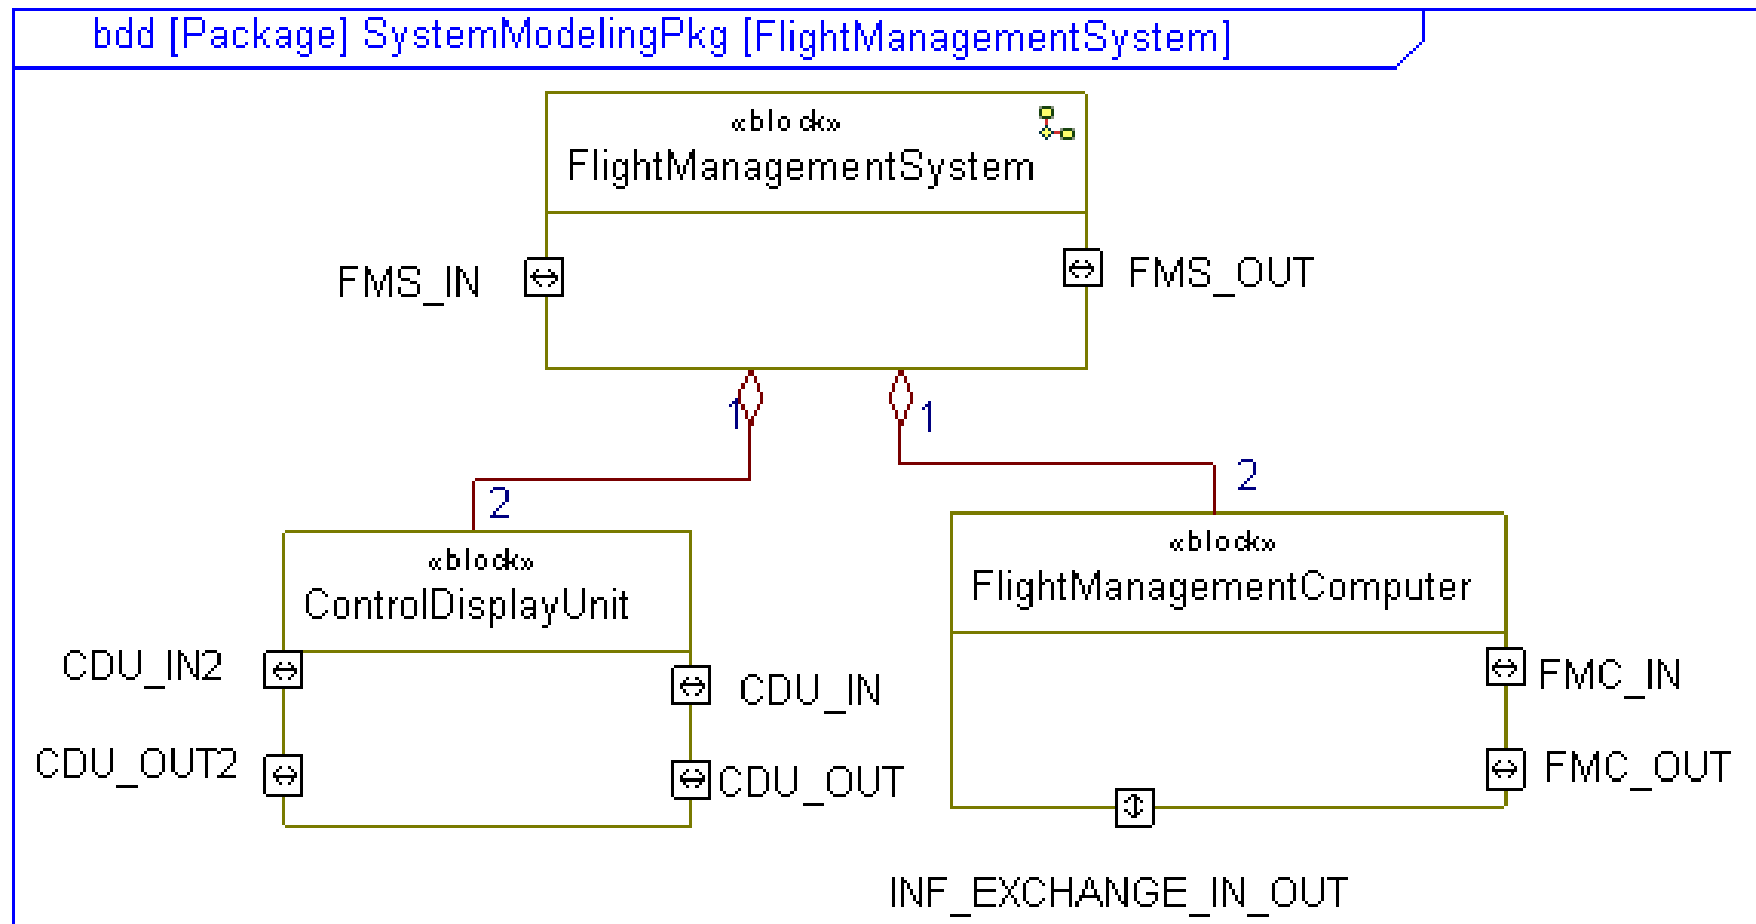 bdd [Package] SystemModelingPkg [FlightManagementSystem]
«block»
FlightManagementSystem
FMS_IN
FMS_OUT
1
1
2
2
«block»
ControlDisplayUnit
«block»
FlightManagementComputer
CDU_IN2
CDU_IN
FMC_IN
CDU_OUT2
CDU_OUT
FMC_OUT
INF_EXCHANGE_IN_OUT